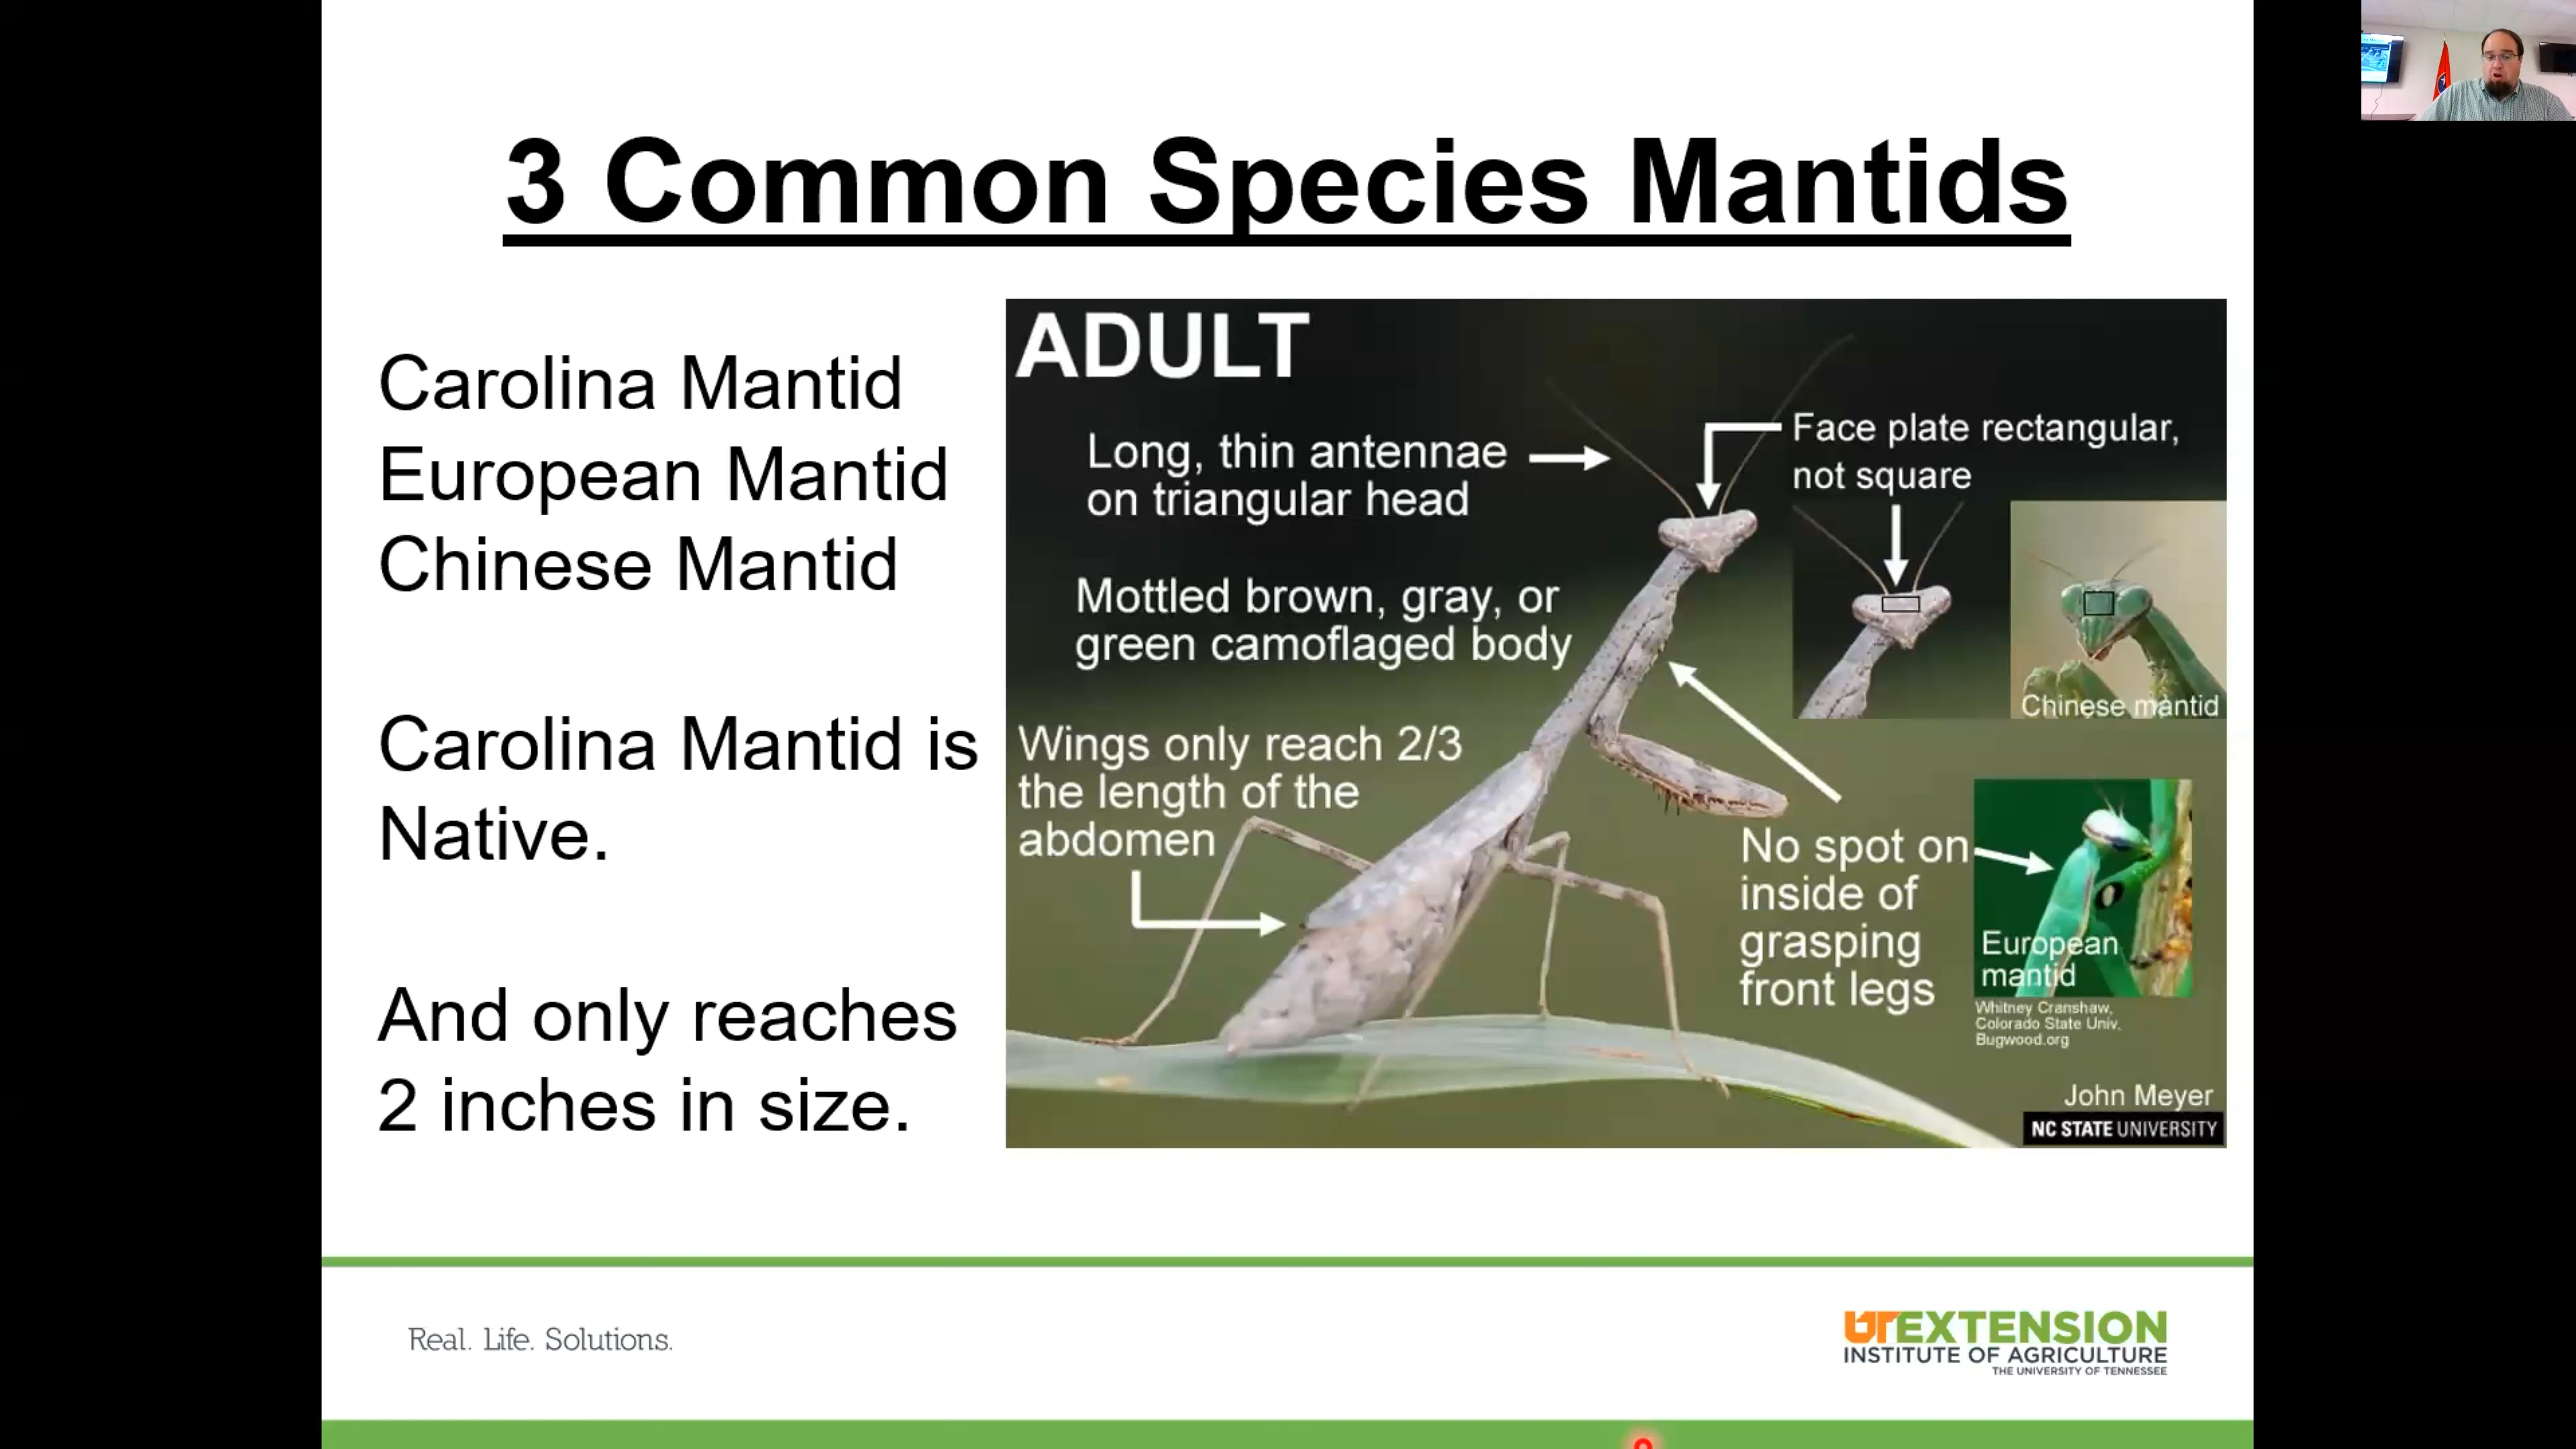 3 Common Species Mantids
Carolina Mantid
European Mantid
Chinese Mantid
Carolina Mantid is
Native.
And only reaches
2 inches in size.
ADULT
Long, thin antennae
on triangular head
Face plate rectangular,
not square
Mottled brown, gray, or
green camoflaged body
Chinese mantid
Wings only reach 2/3
the length of the
abdomen
No spot on
inside of
grasping
front legs
European
mantid
Whitney Cranshaw,
Colorado State Univ,
Bugwood.org
John Meyer
NC STATE UNIVERSITY
Real. Life. Solutions.
UT EXTENSION
INSTITUTE OF AGRICULTURE
THE UNIVERSITY OF TENNESSEE